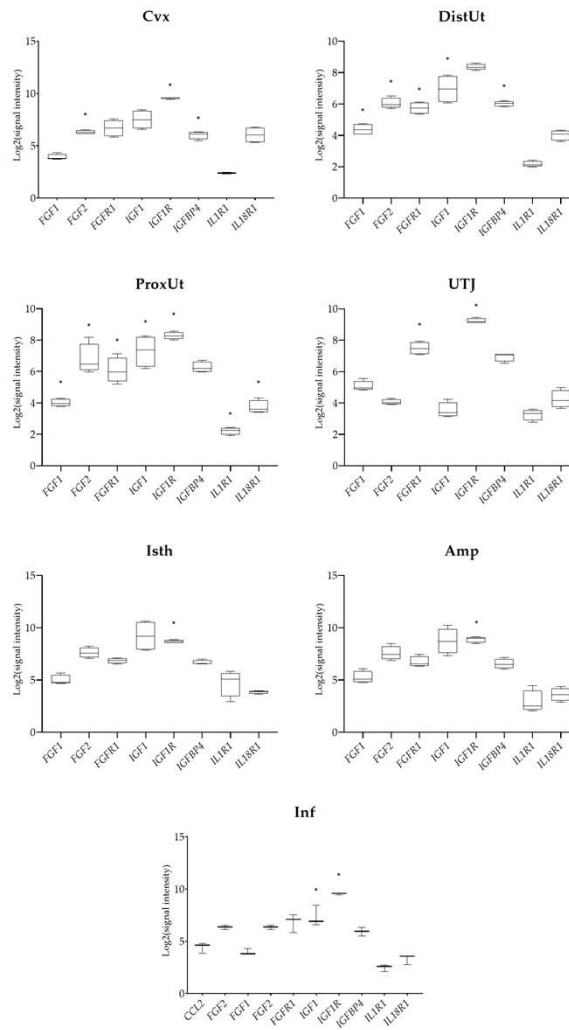 Cvx
Log2(signal intensity)
15
10
5
0
FGF1 FGF2 FGFR1 IGF1 IGF1R IGFBP4 IL1R1 IL18R1
DistUt
Log2(signal intensity)
10
8
6
4
2
0
FGF1 FGF2 FGFR1 IGF1 IGF1R IGFBP4 IL1R1 IL18R1
ProxUt
Log2(signal intensity)
10
8
6
4
2
0
FGF1 FGF2 FGFR1 IGF1 IGF1R IGFBP4 IL1R1 IL18R1
UTJ
Log2(signal intensity)
10
8
6
4
2
0
FGF1 FGF2 FGFR1 IGF1 IGF1R IGFBP4 IL1R1 IL18R1
Isth
Log2(signal intensity)
15
10
5
0
FGF1 FGF2 FGFR1 IGF1 IGF1R IGFBP4 IL1R1 IL18R1
Amp
Log2(signal intensity)
15
10
5
0
FGF1 FGF2 FGFR1 IGF1 IGF1R IGFBP4 IL1R1 IL18R1
Inf
Log2(signal intensity)
15
10
5
0
CCL2 FGF2 FGF1 FGF2 FGFR1 IGF1 IGF1R IGFBP4 IL1R1 IL18R1